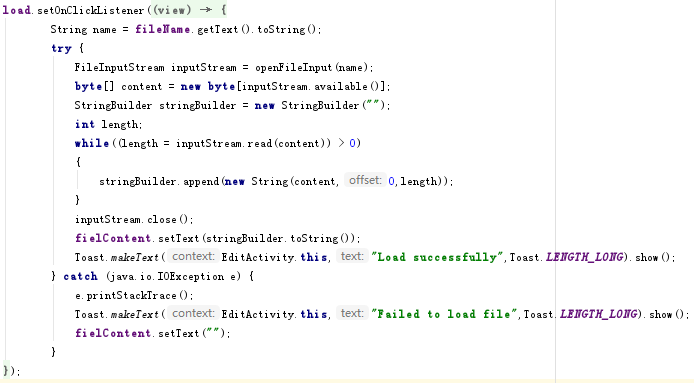 load.setOnClickListener((view) → {
String name = fileName.getText().toString();
try {
FileInputStream inputStream = openFileInput(name);
byte[] content = new byte[inputStream.available()];
StringBuilder stringBuilder = new StringBuilder("");
int length;
while((length = inputStream.read(content)) > 0)
{
stringBuilder.append(new String(content, offset: 0,length));
}
inputStream.close();
fielContent.setText(stringBuilder.toString());
Toast.makeText( context: EditActivity.this, text: "Load successfully",Toast.LENGTH_LONG).show();
} catch (java.io.IOException e) {
e.printStackTrace();
Toast.makeText( context: EditActivity.this, text: "Failed to load file",Toast.LENGTH_LONG).show();
fielContent.setText("");
}
});